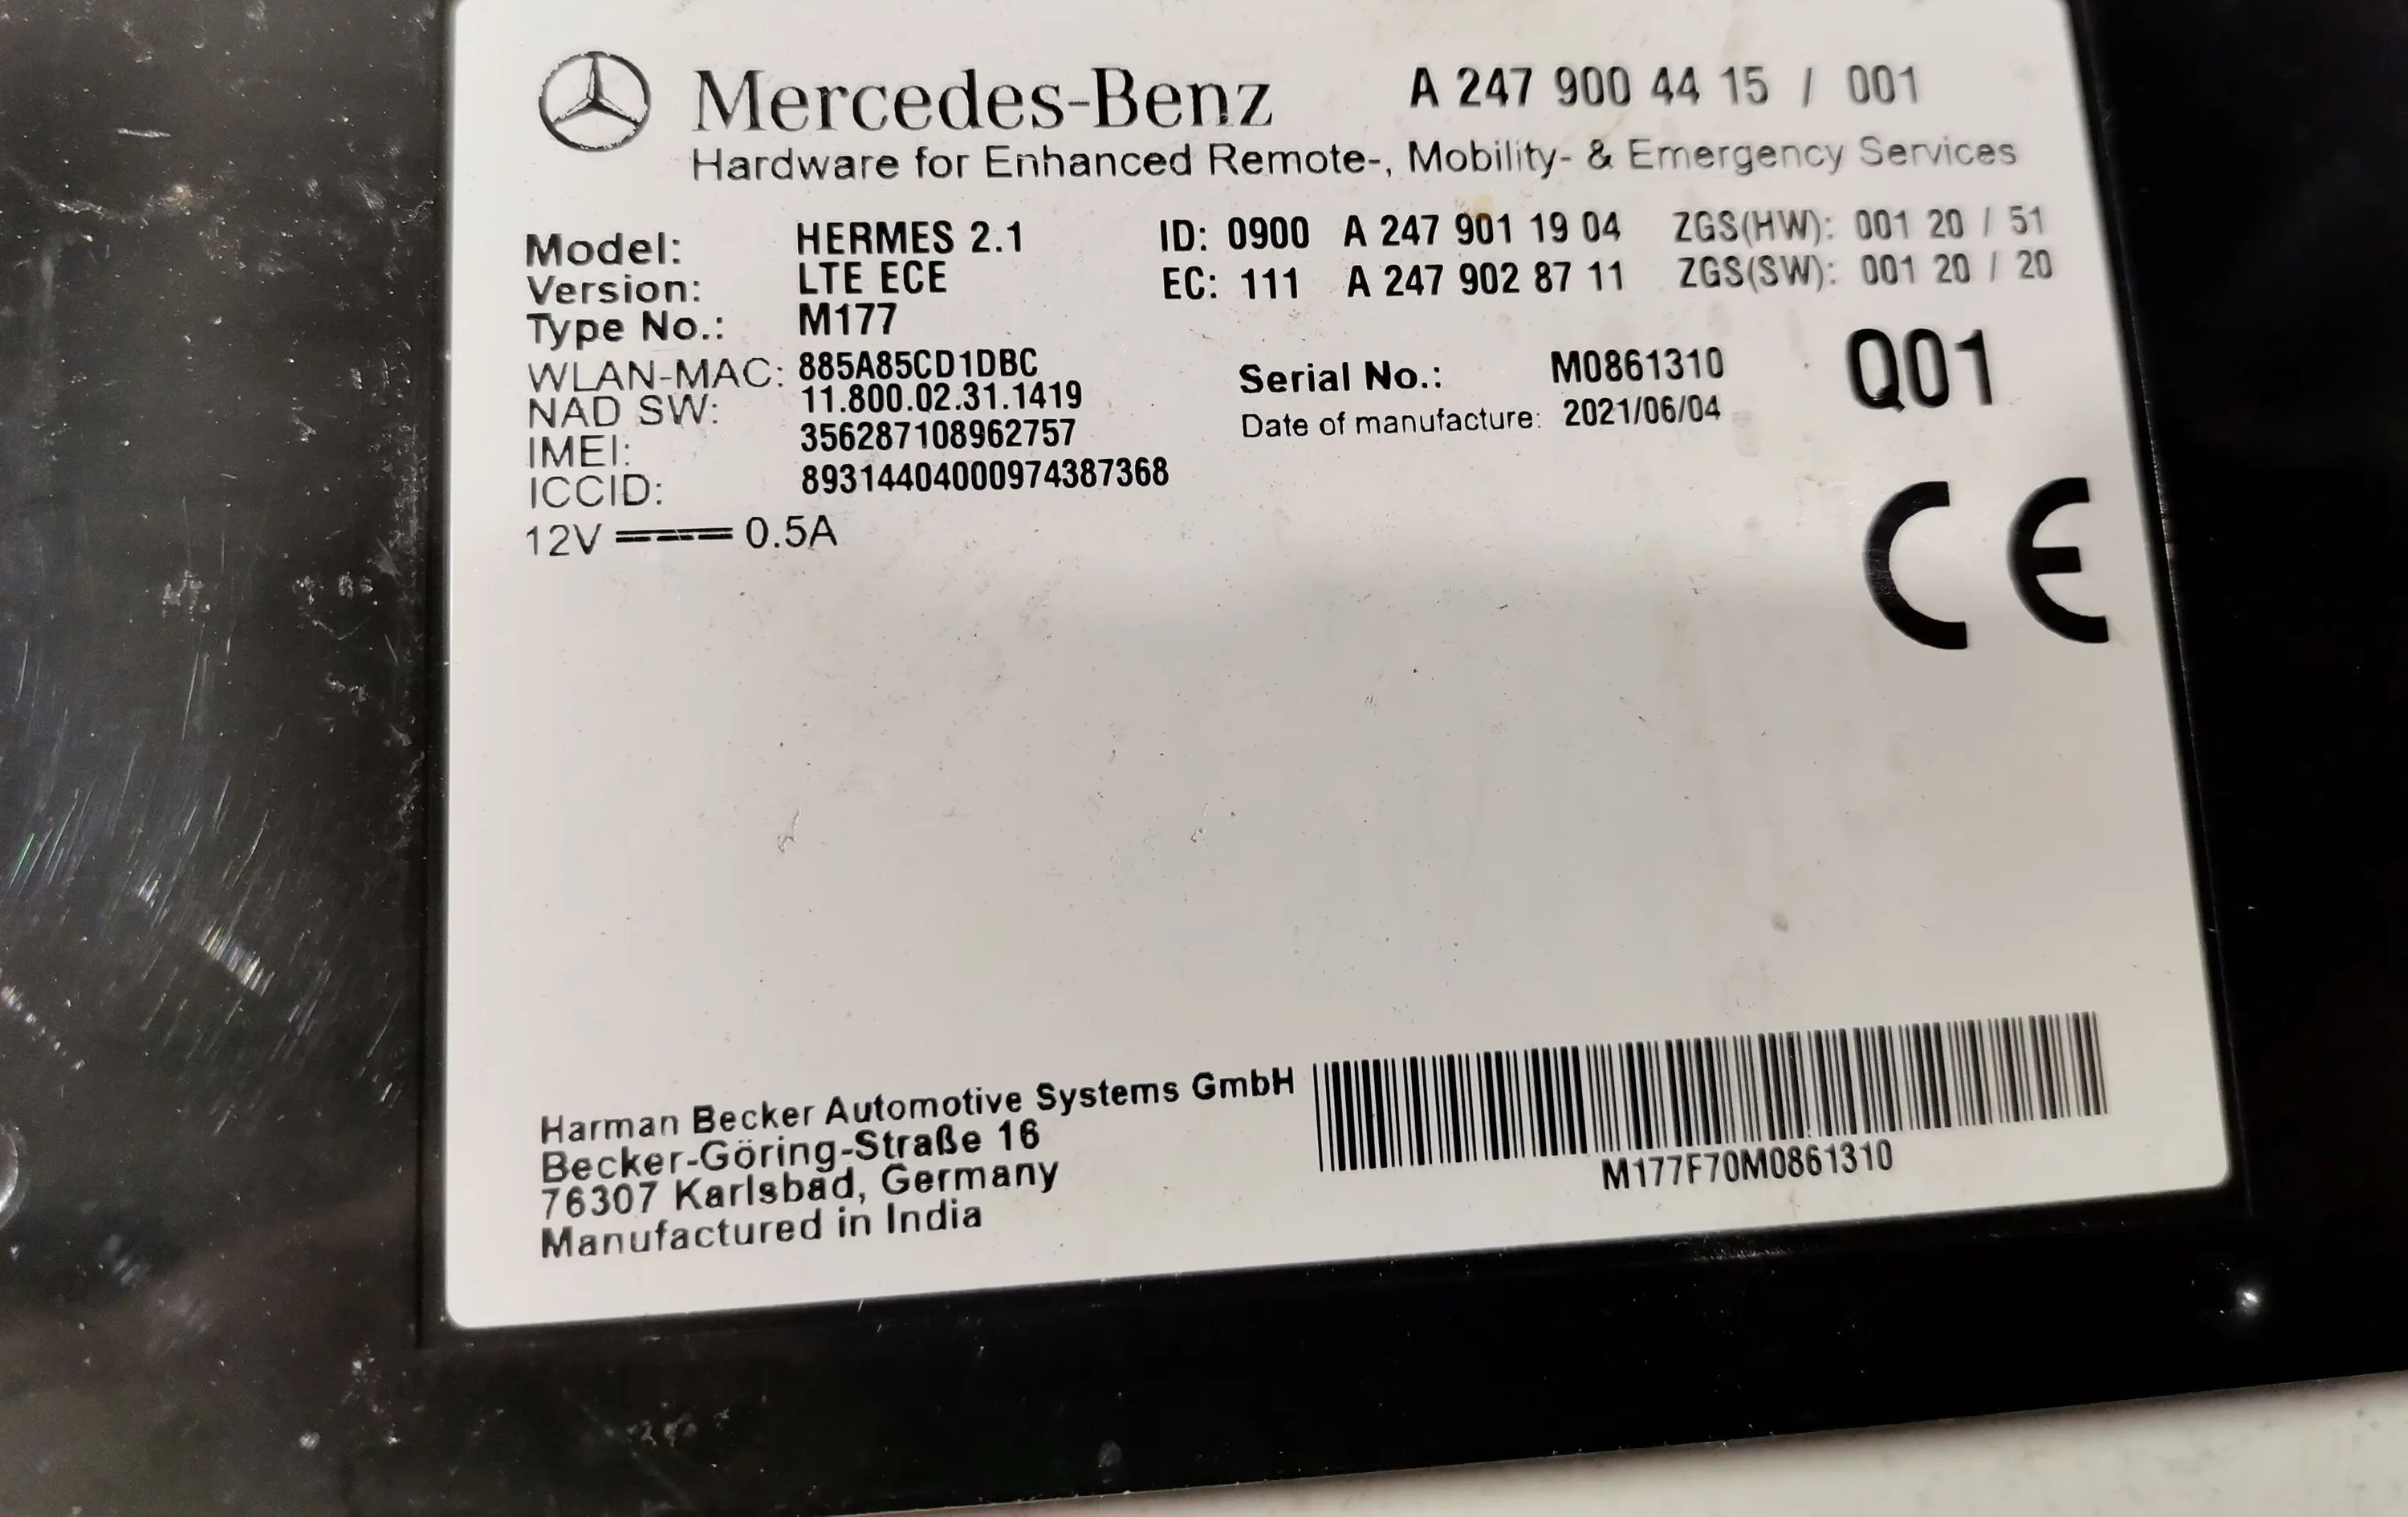 Mercedes-Benz A 247 900 44 15 / 001
Hardware for Enhanced Remote-, Mobility- & Emergency Services
Model: HERMES 2.1 ID: 0900 A 247 901 19 04 ZGS(HW): 001 20 / 51
Version: LTE ECE EC: 111 A 247 902 87 11 ZGS(SW): 001 20 / 20
Type No.: M177
WLAN-MAC: 885A85CD1DBC Serial No.: M0861310 Q01
NAD SW: 11.800.02.31.1419 Date of manufacture: 2021/06/04
IMEI: 356287108962757
ICCID: 89314404000974387368
12V 0.5A
CE
Harman Becker Automotive Systems GmbH
Becker-Göring-Straße 16
76307 Karlsbad, Germany
Manufactured in India
M177F70M0861310